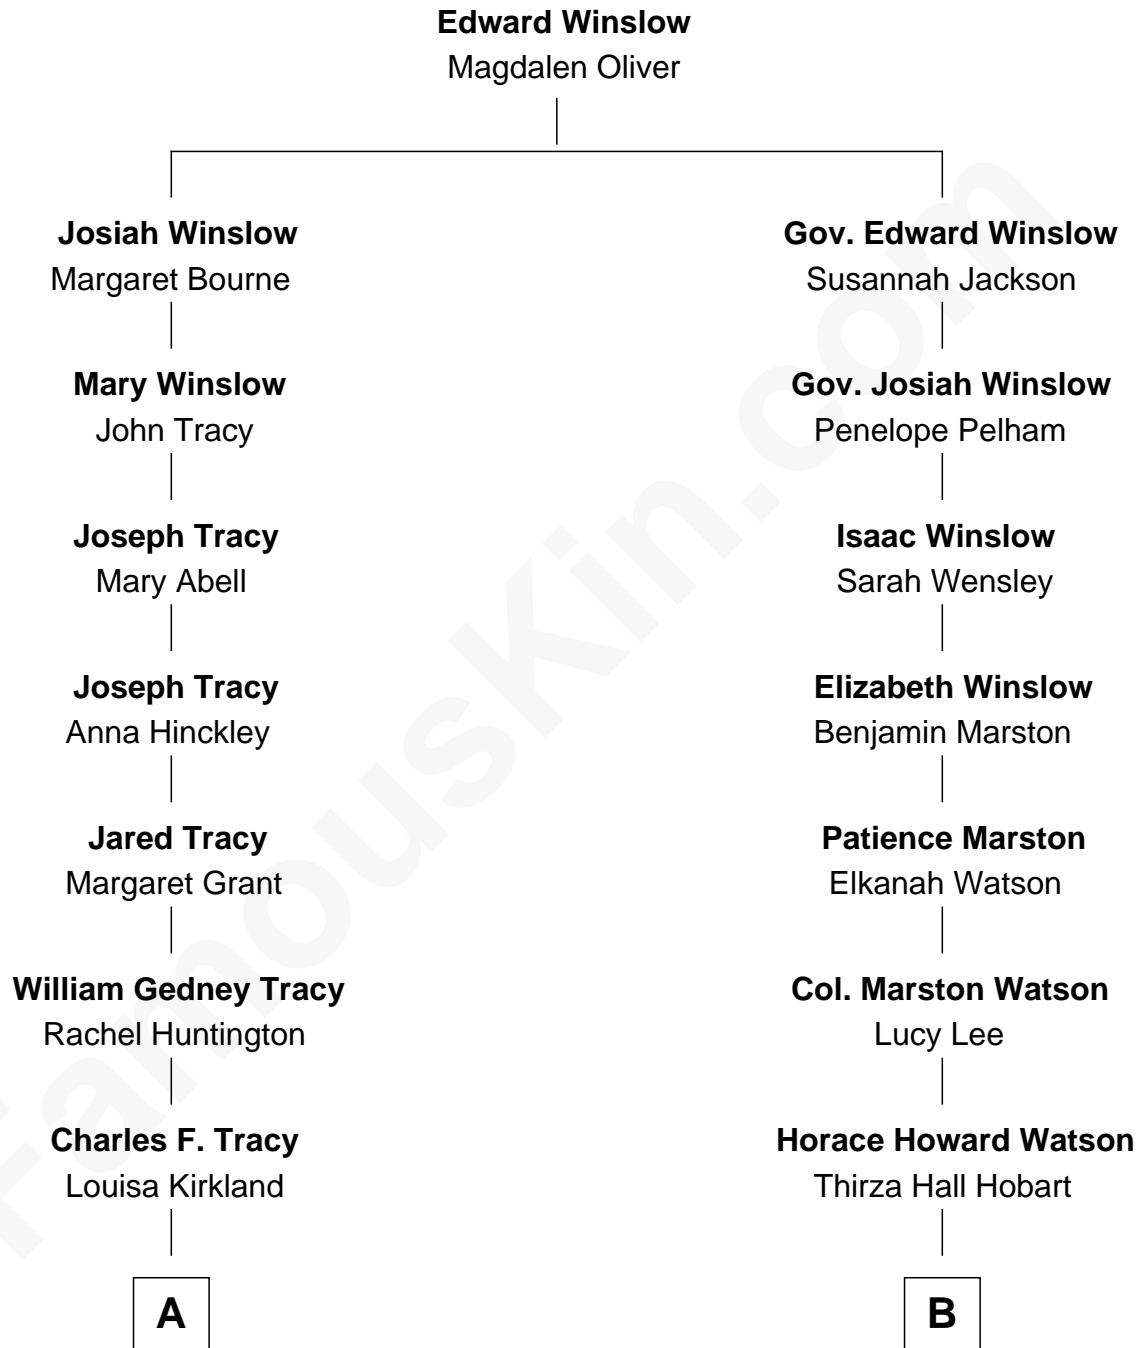 Edward Winslow
Magdalen Oliver
Josiah Winslow
Margaret Bourne
Gov. Edward Winslow
Susannah Jackson
Mary Winslow
John Tracy
Gov. Josiah Winslow
Penelope Pelham
Joseph Tracy
Mary Abell
Isaac Winslow
Sarah Wensley
Joseph Tracy
Anna Hinckley
Elizabeth Winslow
Benjamin Marston
Jared Tracy
Margaret Grant
Patience Marston
Elkanah Watson
William Gedney Tracy
Rachel Huntington
Col. Marston Watson
Lucy Lee
Charles F. Tracy
Louisa Kirkland
Horace Howard Watson
Thirza Hall Hobart
A
B
FamousKin.com